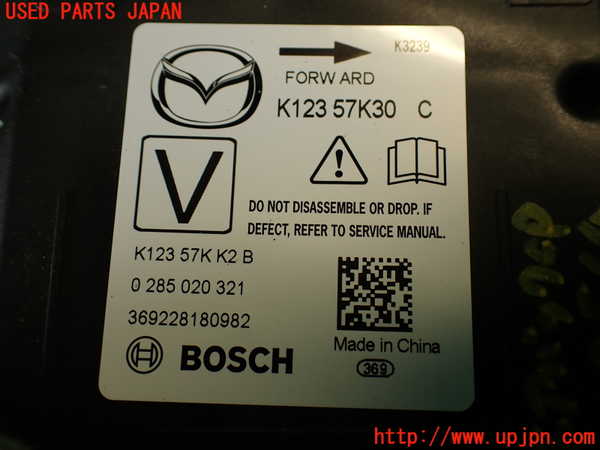 USED PARTS JAPAN
K3239
FORWARD
K123 57K30 C
V
DO NOT DISASSEMBLE OR DROP. IF
DEFECT, REFER TO SERVICE MANUAL.
K123 57K K2 B
0 285 020 321
369228180982
BOSCH
Made in China
369
http://www.upjpn.com/